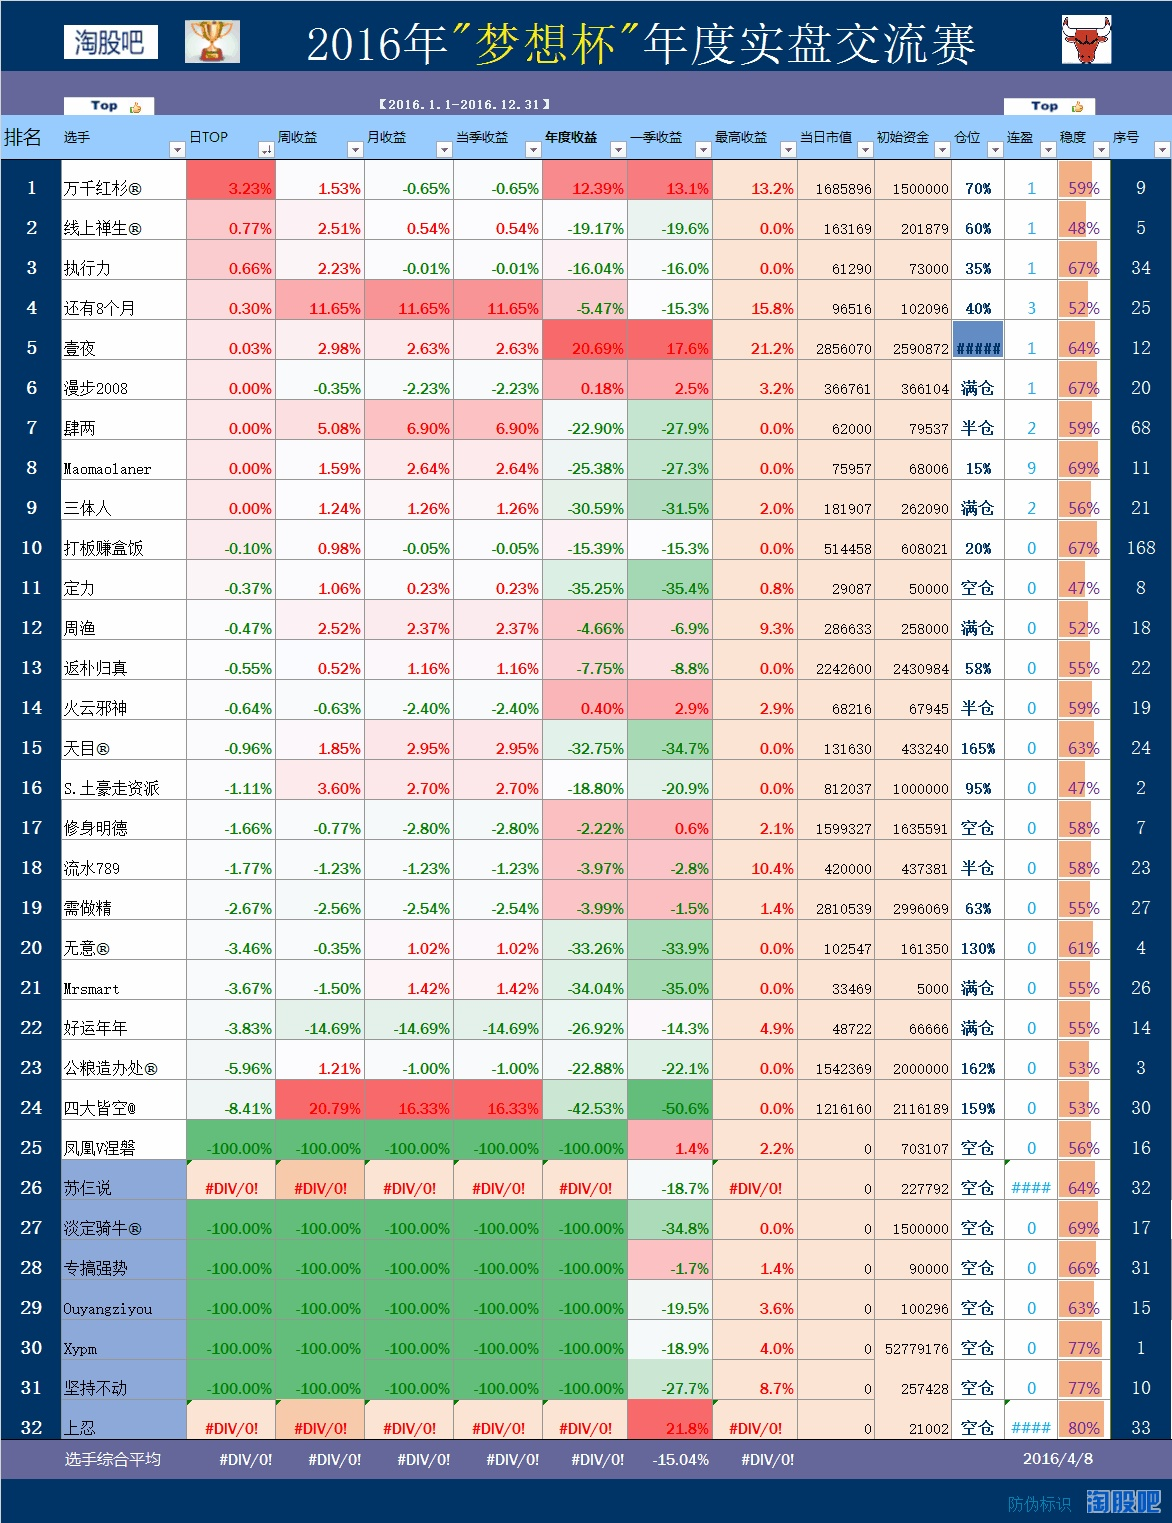 淘股吧 2016年"梦想杯"年度实盘交流赛
Top 【2016.1.1-2016.12.31】 Top
排名 选手 日TOP 周收益 月收益 当季收益 年度收益 一季收益 最高收益 当日市值 初始资金 仓位 连盈 稳度 序号
1 万千红杉® 3.23% 1.53% -0.65% -0.65% 12.39% 13.1% 13.2% 1685896 1500000 70% 1 59% 9
2 线上禅生® 0.77% 2.51% 0.54% 0.54% -19.17% -19.6% 0.0% 163169 201879 60% 1 48% 5
3 执行力 0.66% 2.23% -0.01% -0.01% -16.04% -16.0% 0.0% 61290 73000 35% 1 67% 34
4 还有8个月 0.30% 11.65% 11.65% 11.65% -5.47% -15.3% 15.8% 96516 102096 40% 3 52% 25
5 壹夜 0.03% 2.98% 2.63% 2.63% 20.69% 17.6% 21.2% 2856070 2590872 ##### 1 64% 12
6 漫步2008 0.00% -0.35% -2.23% -2.23% 0.18% 2.5% 3.2% 366761 366104 满仓 1 67% 20
7 肆两 0.00% 5.08% 6.90% 6.90% -22.90% -27.9% 0.0% 62000 79537 半仓 2 59% 68
8 Maomaolaner 0.00% 1.59% 2.64% 2.64% -25.38% -27.3% 0.0% 75957 68006 15% 9 69% 11
9 三体人 0.00% 1.24% 1.26% 1.26% -30.59% -31.5% 2.0% 181907 262090 满仓 2 56% 21
10 打板赚盒饭 -0.10% 0.98% -0.05% -0.05% -15.39% -15.3% 0.0% 514458 608021 20% 0 67% 168
11 定力 -0.37% 1.06% 0.23% 0.23% -35.25% -35.4% 0.8% 29087 50000 空仓 0 47% 8
12 周渔 -0.47% 2.52% 2.37% 2.37% -4.66% -6.9% 9.3% 286633 258000 满仓 0 52% 18
13 返朴归真 -0.55% 0.52% 1.16% 1.16% -7.75% -8.8% 0.0% 2242600 2430984 58% 0 55% 22
14 火云邪神 -0.64% -0.63% -2.40% -2.40% 0.40% 2.9% 2.9% 68216 67945 半仓 0 59% 19
15 天目® -0.96% 1.85% 2.95% 2.95% -32.75% -34.7% 0.0% 131630 433240 165% 0 63% 24
16 S.土豪走资派 -1.11% 3.60% 2.70% 2.70% -18.80% -20.9% 0.0% 812037 1000000 95% 0 47% 2
17 修身明德 -1.66% -0.77% -2.80% -2.80% -2.22% 0.6% 2.1% 1599327 1635591 空仓 0 58% 7
18 流水789 -1.77% -1.23% -1.23% -1.23% -3.97% -2.8% 10.4% 420000 437381 半仓 0 58% 23
19 需做精 -2.67% -2.56% -2.54% -2.54% -3.99% -1.5% 1.4% 2810539 2996069 63% 0 55% 27
20 无意® -3.46% -0.35% 1.02% 1.02% -33.26% -33.9% 0.0% 102547 161350 130% 0 61% 4
21 Mrsmart -3.67% -1.50% 1.42% 1.42% -34.04% -35.0% 0.0% 33469 5000 满仓 0 55% 26
22 好运年年 -3.83% -14.69% -14.69% -14.69% -26.92% -14.3% 4.9% 48722 66666 满仓 0 55% 14
23 公粮造办处® -5.96% 1.21% -1.00% -1.00% -22.88% -22.1% 0.0% 1542369 2000000 162% 0 53% 3
24 四大皆空@ -8.41% 20.79% 16.33% 16.33% -42.53% -50.6% 0.0% 1216160 2116189 159% 0 53% 30
25 凤凰V涅磐 -100.00% -100.00% -100.00% -100.00% -100.00% 1.4% 2.2% 0 703107 空仓 0 56% 16
26 苏仨说 #DIV/0! #DIV/0! #DIV/0! #DIV/0! #DIV/0! -18.7% #DIV/0! 0 227792 空仓 #### 64% 32
27 淡定骑牛® -100.00% -100.00% -100.00% -100.00% -100.00% -34.8% 0.0% 0 1500000 空仓 0 69% 17
28 专搞强势 -100.00% -100.00% -100.00% -100.00% -100.00% -1.7% 1.4% 0 90000 空仓 0 66% 31
29 Ouyangziyou -100.00% -100.00% -100.00% -100.00% -100.00% -19.5% 3.6% 0 100296 空仓 0 63% 15
30 Xypm -100.00% -100.00% -100.00% -100.00% -100.00% -18.9% 4.0% 0 52779176 空仓 0 77% 1
31 坚持不动 -100.00% -100.00% -100.00% -100.00% -100.00% -27.7% 8.7% 0 257428 空仓 0 77% 10
32 上忍 #DIV/0! #DIV/0! #DIV/0! #DIV/0! #DIV/0! 21.8% #DIV/0! 0 21002 空仓 #### 80% 33
选手综合平均 #DIV/0! #DIV/0! #DIV/0! #DIV/0! #DIV/0! -15.04% #DIV/0! 2016/4/8
防伪标识 淘股吧